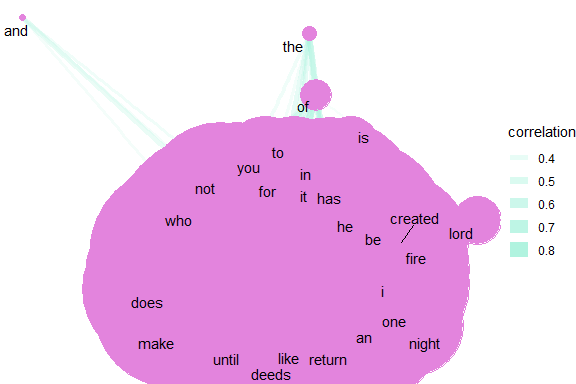 and
the
of
is
to
you
in
not
for
it has
who
created
he
be
lord
fire
i
does
one
an
make
night
until
like
return
deeds
correlation
0.4
0.5
0.6
0.7
0.8